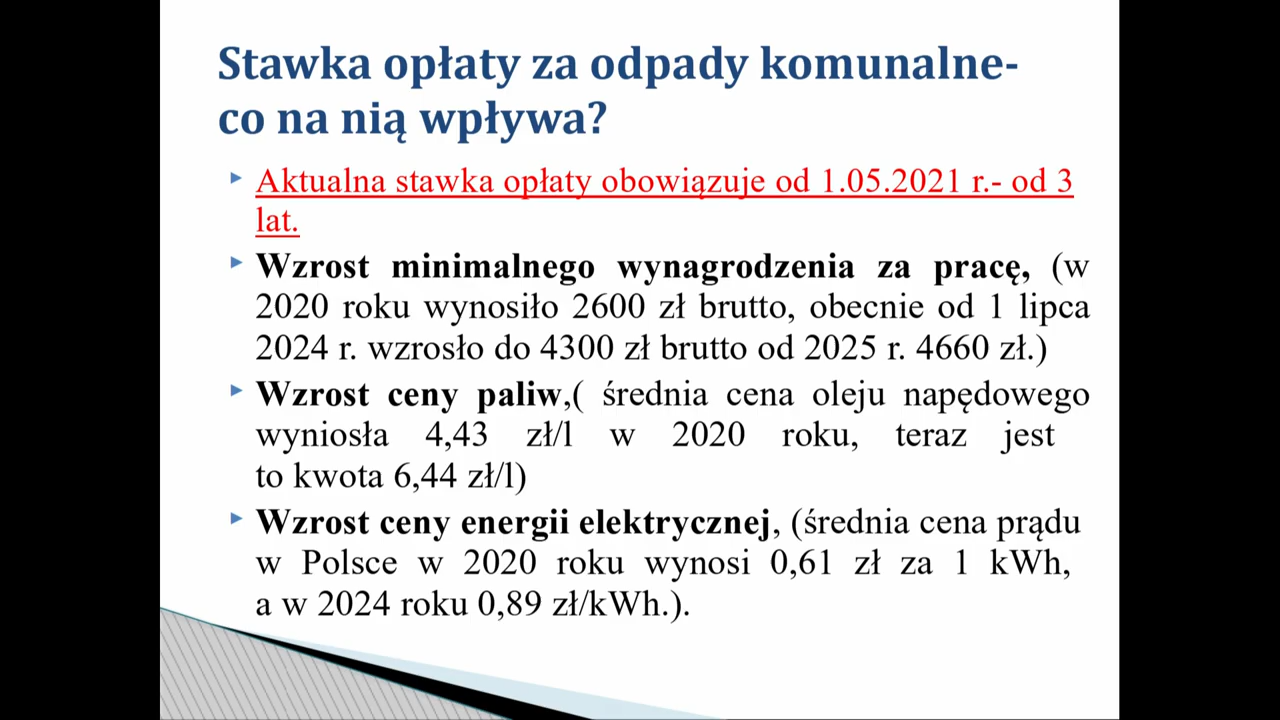 Stawka opłaty za odpady komunalne-
co na nią wpływa?
Aktualna stawka opłaty obowiązuje od 1.05.2021 r.- od 3
lat.
Wzrost minimalnego wynagrodzenia za pracę, (w
2020 roku wynosiło 2600 zł brutto, obecnie od 1 lipca
2024 r. wzrosło do 4300 zł brutto od 2025 r. 4660 zł.)
Wzrost ceny paliw,( średnia cena oleju napędowego
wyniosła 4,43 zł/l w 2020 roku, teraz jest
to kwota 6,44 zł/l)
Wzrost ceny energii elektrycznej, (średnia cena prądu
w Polsce w 2020 roku wynosi 0,61 zł za 1 kWh,
a w 2024 roku 0,89 zł/kWh.).